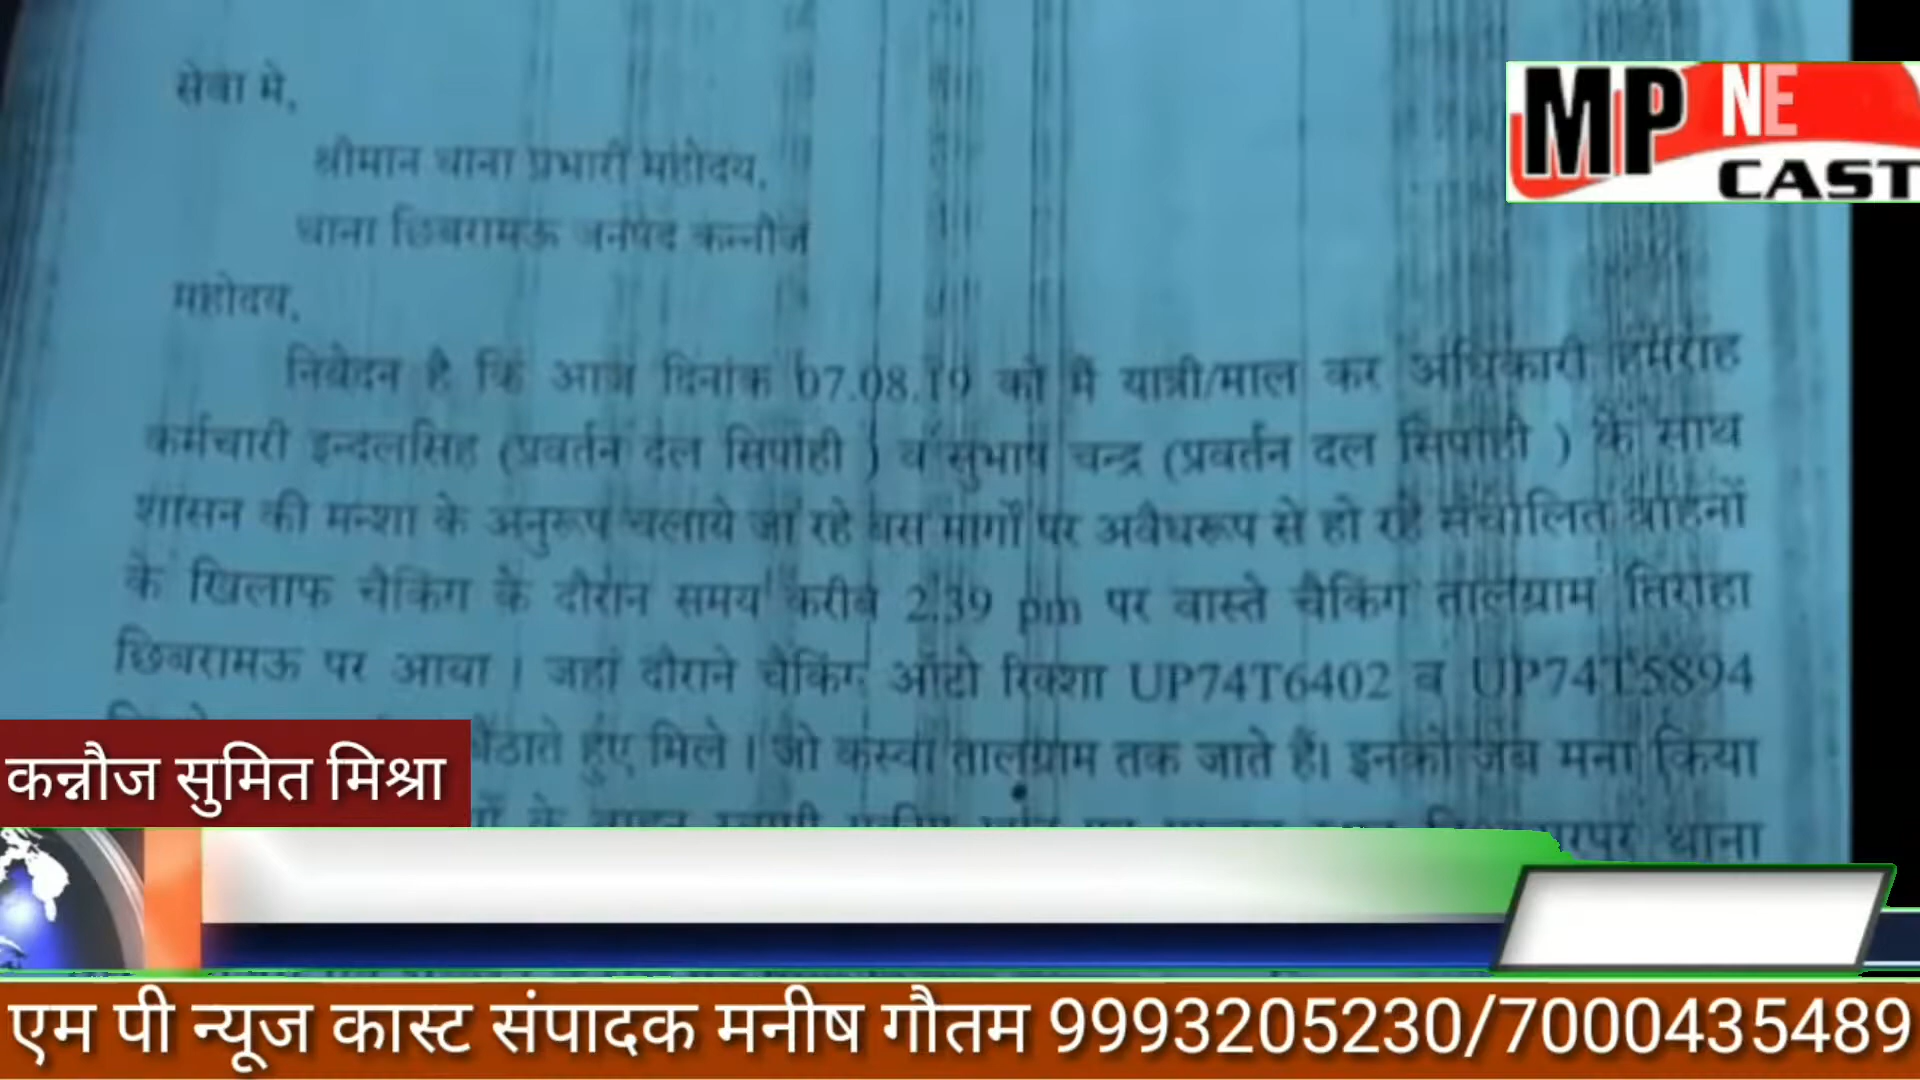 सेवा मे,
MP NE
CAST
श्रीमान थाना प्रभारी महोदय,
थाना छिबरामऊ जनपद कन्नौज
महोदय,
निवेदन है कि आज दिनांक 07.08.19 को मै यात्री/माल कर अधिकारी हमराह
कर्मचारी इन्दलसिह (प्रवर्तन दल सिपाही ) व सुभाष चन्द्र (प्रवर्तन दल सिपाही ) के साथ
शासन की मन्शा के अनुरूप चलाये जा रहे बस मार्गों पर अवैधरूप से हो रहे संचालित वाहनों
के खिलाफ चैकिंग के दौरान समय करीब 2.39 pm पर वास्ते चैकिंग तालग्राम तिराहा
छिबरामऊ पर आया । जहां दौराने चैकिंग ऑटो रिक्शा UP74T6402 व UP74T5894
बैठाते हुए मिले । जो कस्वा तालग्राम तक जाते हैं। इनको जब मना किया
के वाहन थाना
कन्नौज सुमित मिश्रा
एम पी न्यूज कास्ट संपादक मनीष गौतम 9993205230/7000435489